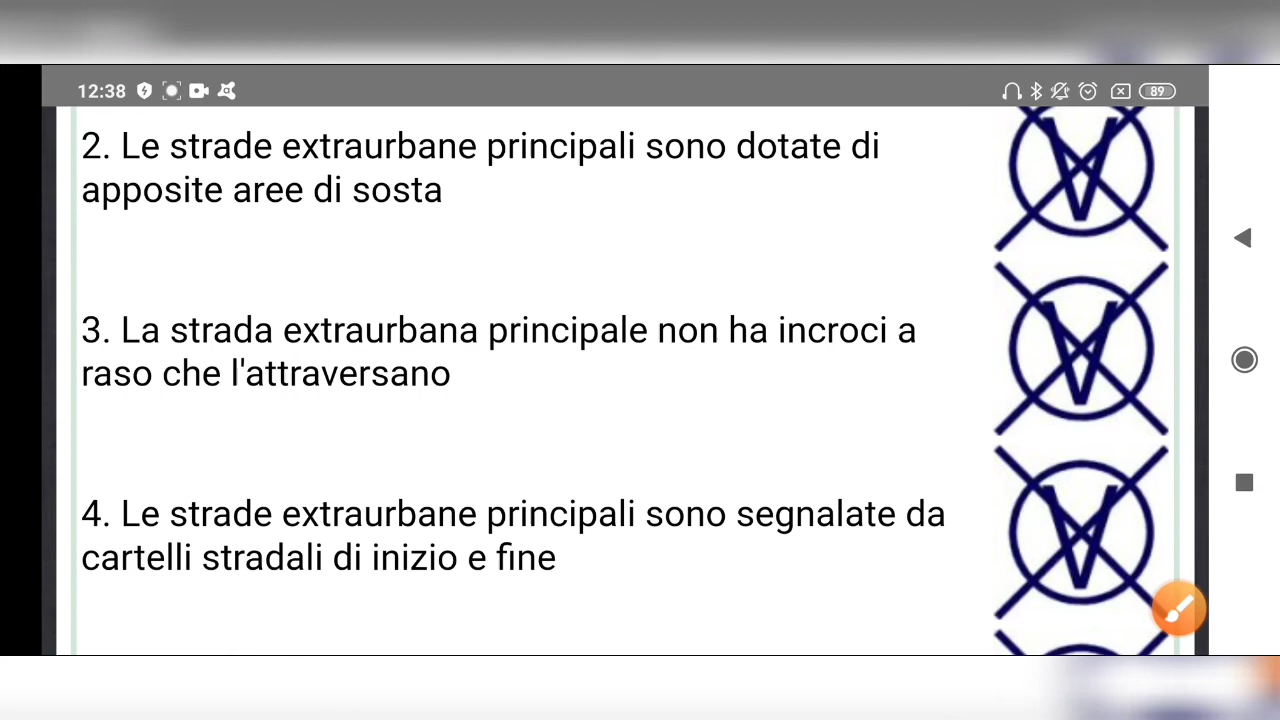 12:38
89
2. Le strade extraurbane principali sono dotate di
apposite aree di sosta
V
3. La strada extraurbana principale non ha incroci a
raso che l'attraversano
V
4. Le strade extraurbane principali sono segnalate da
cartelli stradali di inizio e fine
V